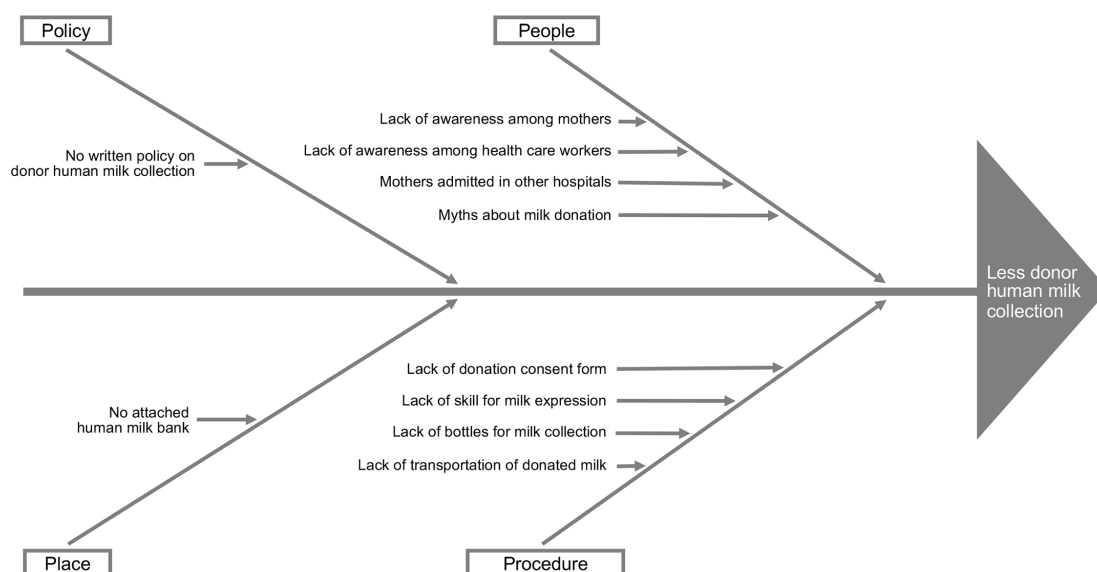 Policy
People
Lack of awareness among mothers
Lack of awareness among health care workers
Mothers admitted in other hospitals
Myths about milk donation
No written policy on
donor human milk collection
Less donor
human milk
collection
No attached
human milk bank
Lack of donation consent form
Lack of skill for milk expression
Lack of bottles for milk collection
Lack of transportation of donated milk
Place
Procedure